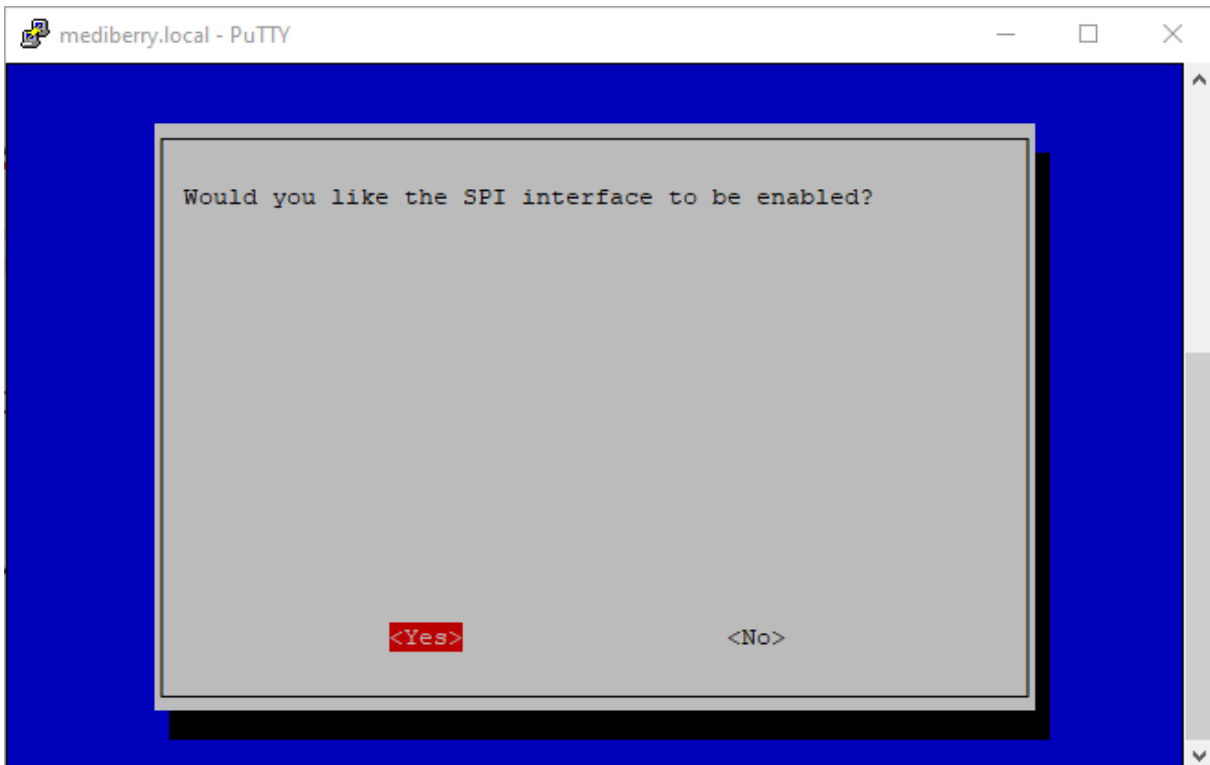 mediberry.local - PuTTY
Would you like the SPI interface to be enabled?
<Yes> <No>